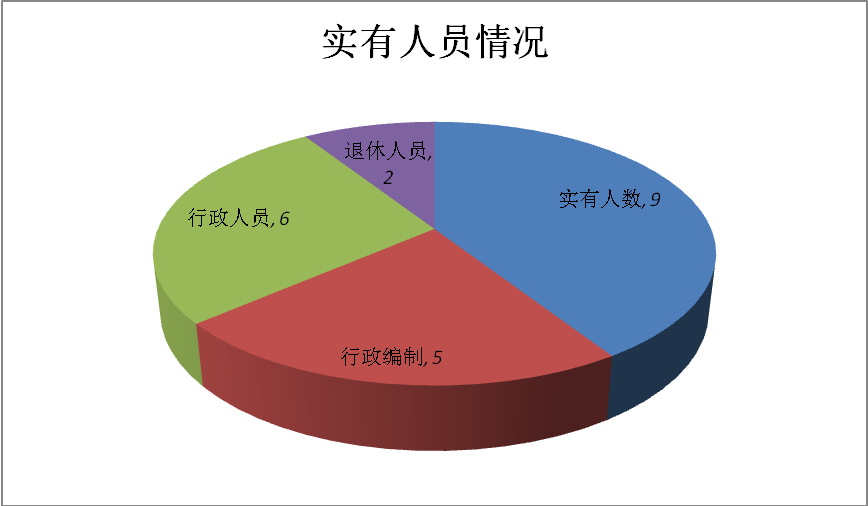 实有人员情况
退休人员,
2
实有人数, 9
行政人员, 6
行政编制, 5